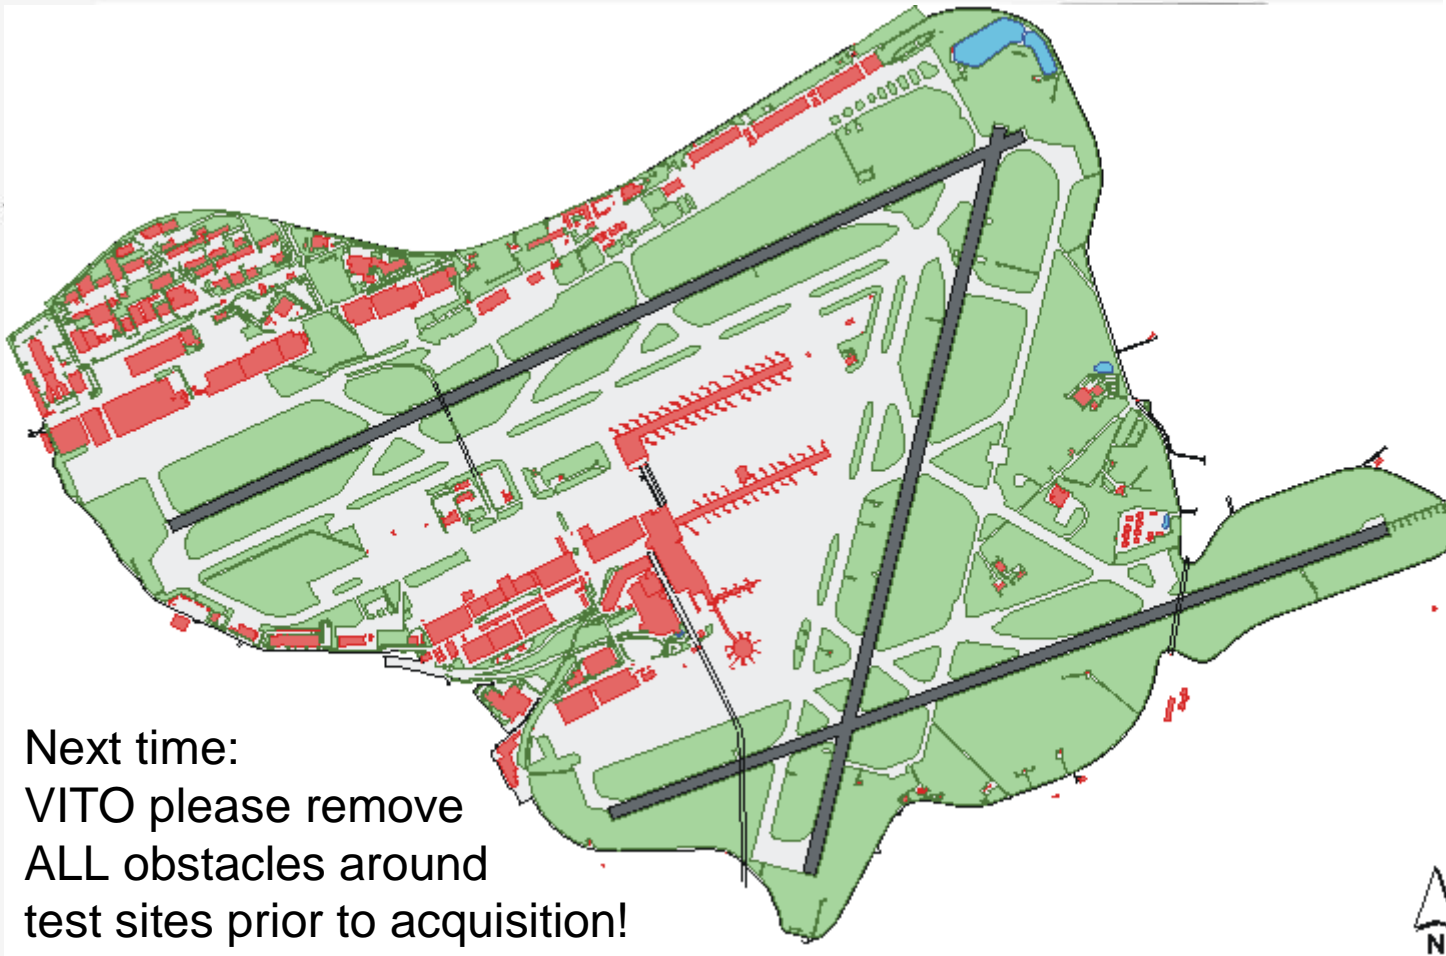 Next time:
VITO please remove
ALL obstacles around
test sites prior to acquisition!
N